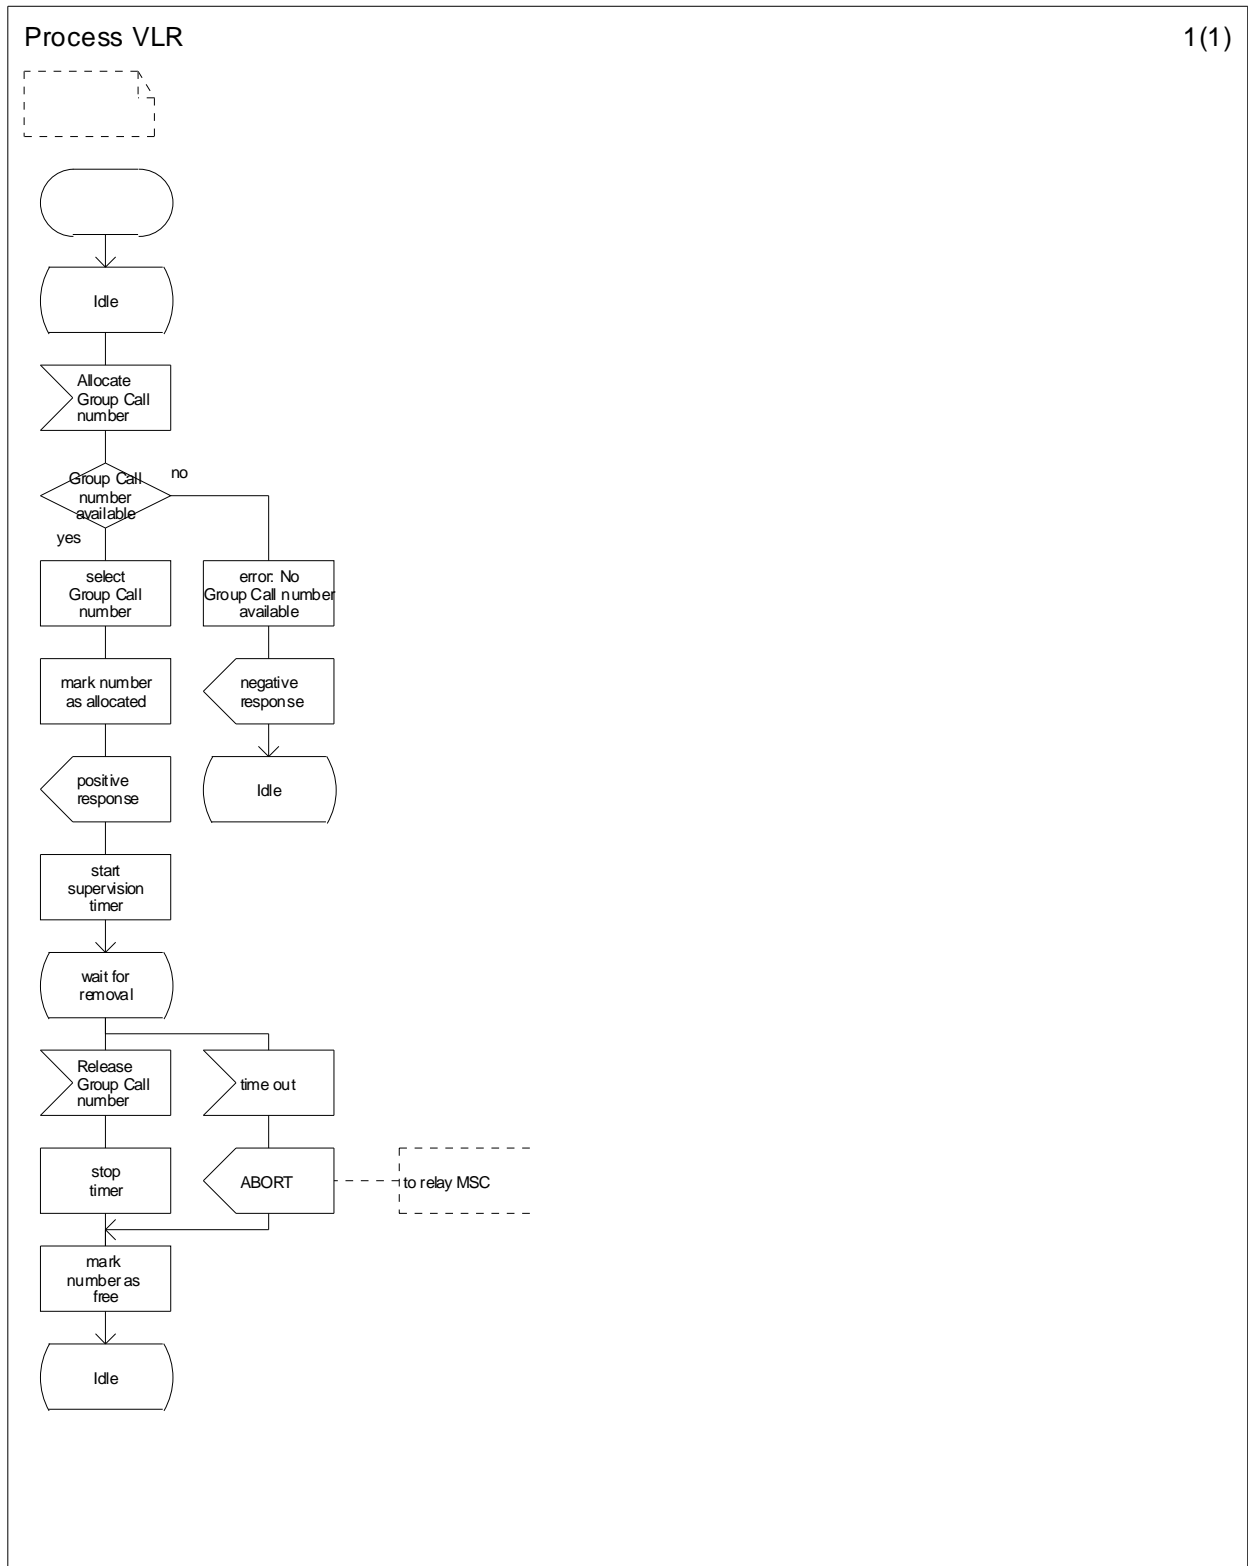 Process VLR
1(1)
Idle
Allocate
Group Call
number
Group Call
number
available
no
yes
select
Group Call
number
error: No
Group Call number
available
mark number
as allocated
negative
response
positive
response
Idle
start
supervision
timer
wait for
removal
Release
Group Call
number
time out
stop
timer
ABORT
to relay MSC
mark
number as
free
Idle